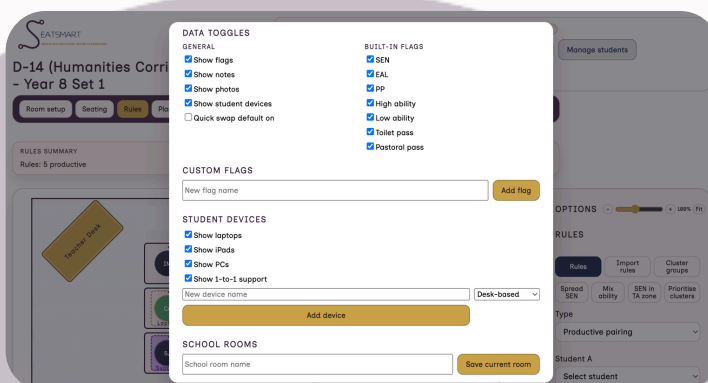 SEATSMART
D-14 (Humanities Corri
- Year 8 Set 1
Room setup Seating Rules Pla
RULES SUMMARY
Rules: 5 productive
Teacher Desk
DATA TOGGLES
GENERAL
Show flags
Show notes
Show photos
Show student devices
Quick swap default on
BUILT-IN FLAGS
SEN
EAL
PP
High ability
Low ability
Toilet pass
Pastoral pass
CUSTOM FLAGS
New flag name Add flag
STUDENT DEVICES
Show laptops
Show iPads
Show PCs
Show 1-to-1 support
New device name Desk-based
Add device
SCHOOL ROOMS
School room name Save current room
Manage students
OPTIONS - + 100% Fit
RULES
Rules Import rules Cluster groups
Spread SEN Mix ability SEN in TA zone Prioritise clusters
Type
Productive pairing
Student A
Select student